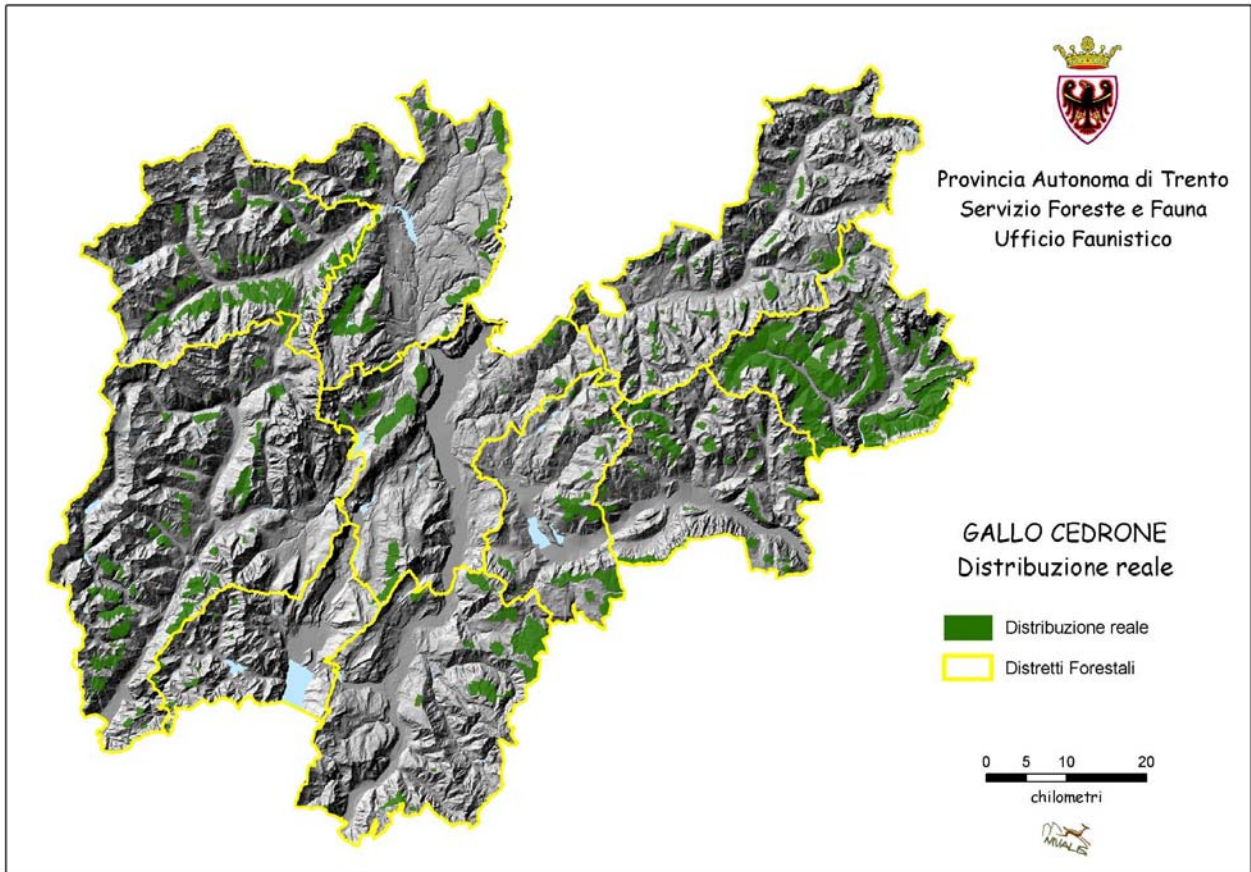 Provincia Autonoma di Trento
Servizio Foreste e Fauna
Ufficio Faunistico
GALLO CEDRONE
Distribuzione reale
Distribuzione reale
Distretti Forestali
0 5 10 20
chilometri